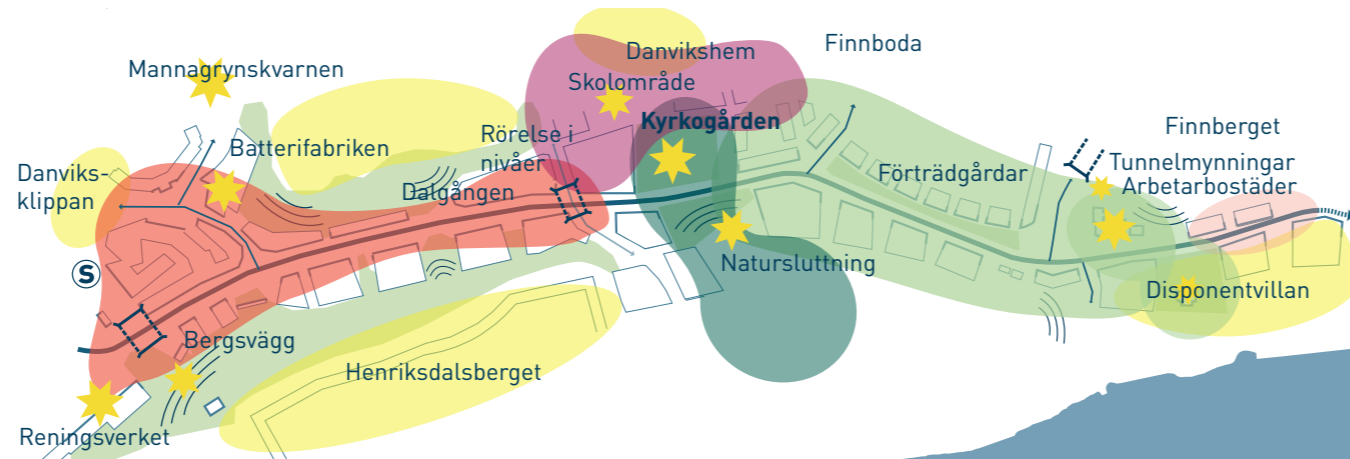 Danvikshem
Finnboda
Mannagrynskvarnen
Skolområde
Kyrkogården
Rörelse i
nivåer
Batterifabriken
Finnberget
Danviks-
klippan
Dalgången
Förträdgårdar
Tunnelmynningar
Arbetarbostäder
S
Natursluttning
Disponentvillan
Bergsvägg
Henriksdalsberget
Reningsverket